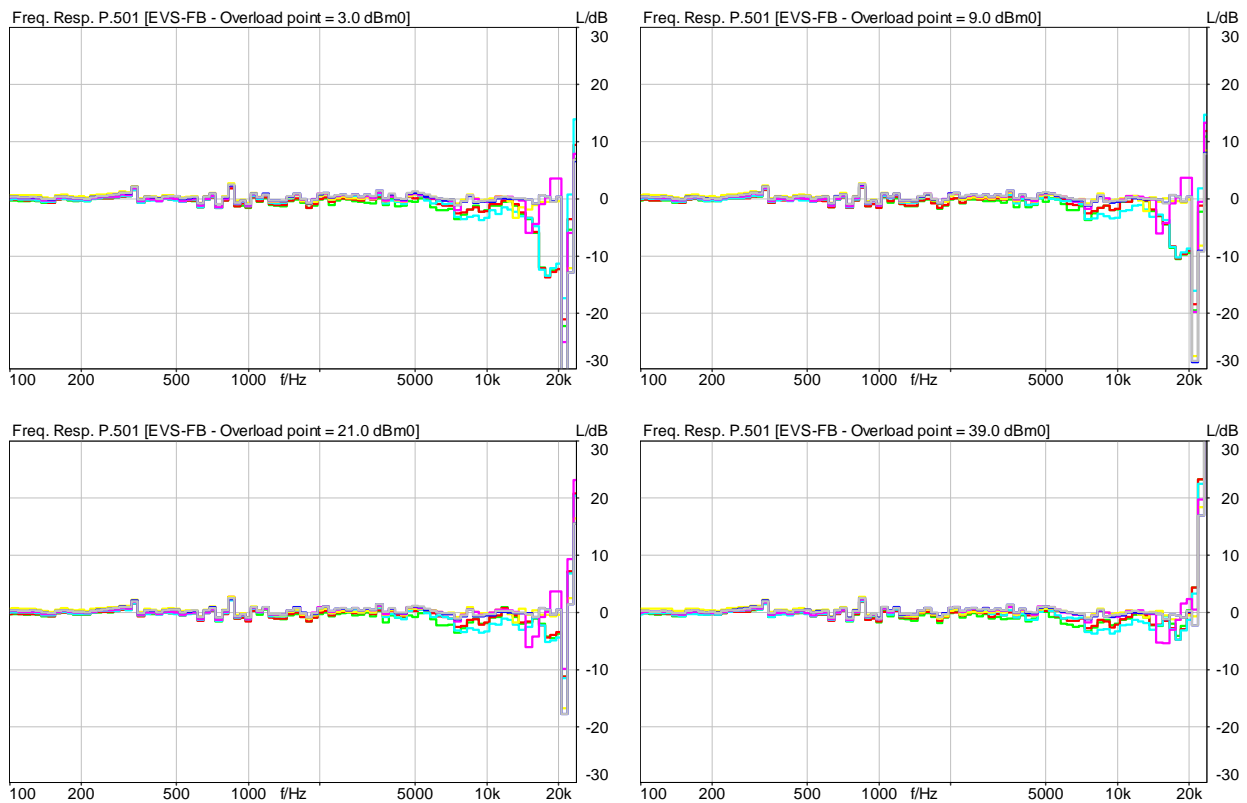 Freq. Resp. P.501 [EVS-FB - Overload point = 3.0 dBm0]
L/dB
30
20
10
0
-10
-20
-30
100 200 500 1000 f/Hz 5000 10k 20k
Freq. Resp. P.501 [EVS-FB - Overload point = 9.0 dBm0]
L/dB
30
20
10
0
-10
-20
-30
100 200 500 1000 f/Hz 5000 10k 20k
Freq. Resp. P.501 [EVS-FB - Overload point = 21.0 dBm0]
L/dB
30
20
10
0
-10
-20
-30
100 200 500 1000 f/Hz 5000 10k 20k
Freq. Resp. P.501 [EVS-FB - Overload point = 39.0 dBm0]
L/dB
30
20
10
0
-10
-20
-30
100 200 500 1000 f/Hz 5000 10k 20k